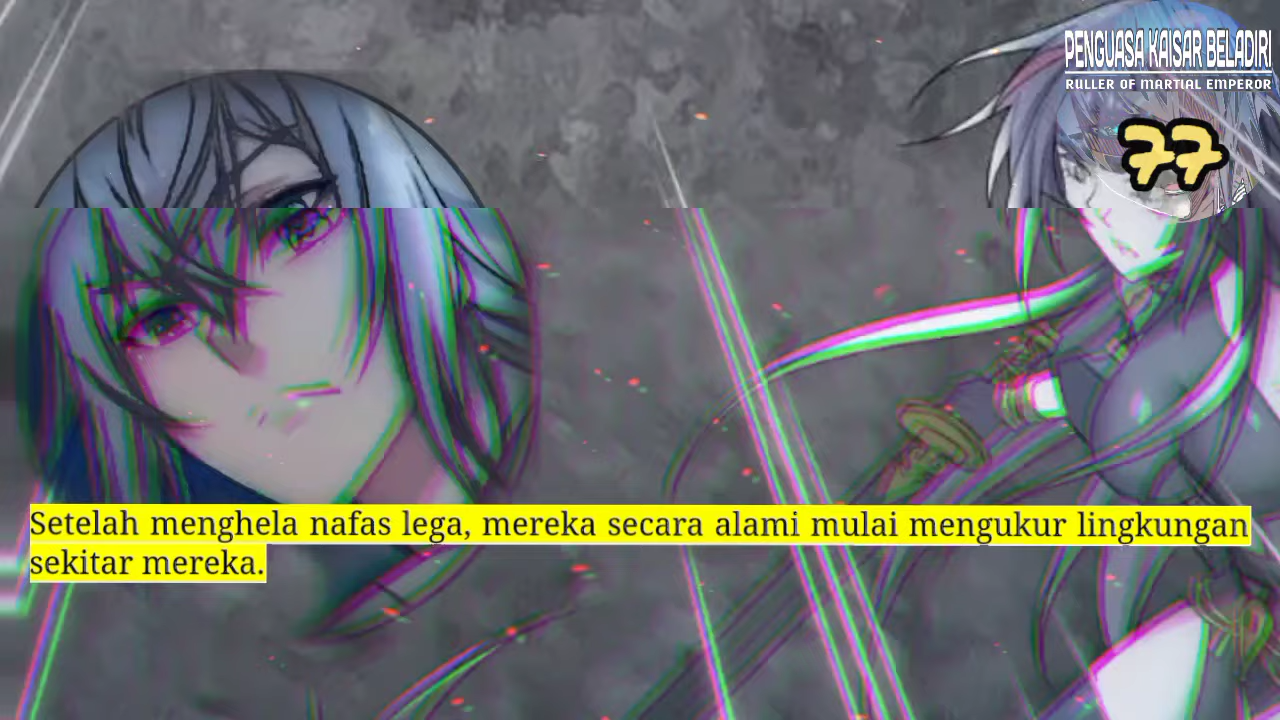 PENGUASA KAISAR BELADIRI
RULLER OF MARTIAL EMPEROR
77
Setelah menghela nafas lega, mereka secara alami mulai mengukur lingkungan
sekitar mereka.